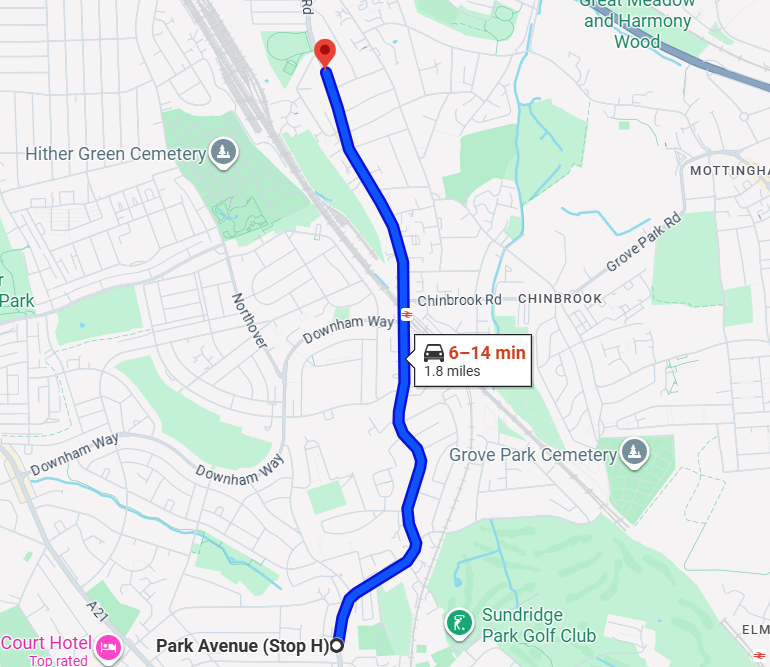 Rd
Great Meadow
and Harmony
Wood
Hither Green Cemetery
MOTTINGHA
Grove Park Rd
r
Park
Northover
Chinbrook Rd
CHINBROOK
Downham Way
6–14 min
1.8 miles
Downham Way
Downham Way
Grove Park Cemetery
A21
Sundridge
Park Golf Club
Park Avenue (Stop H)
Court Hotel
Top rated
ELM